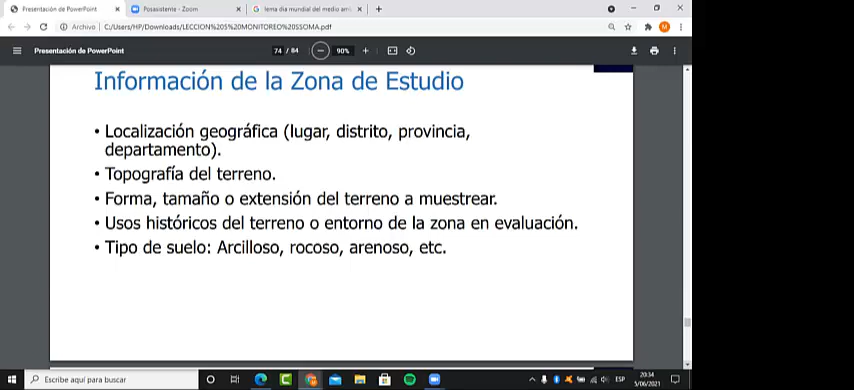 Presentación de PowerPoint
Posasistente - Zoom
tema dia mundial del medio am
Archivo | C:/Users/HP/Downloads/LECCION%205%20MONITOREO%20SSOMA.pdf
Presentación de PowerPoint
74 / 84
90%
Información de la Zona de Estudio
• Localización geográfica (lugar, distrito, provincia,
departamento).
• Topografía del terreno.
• Forma, tamaño o extensión del terreno a muestrear.
• Usos históricos del terreno o entorno de la zona en evaluación.
• Tipo de suelo: Arcilloso, rocoso, arenoso, etc.
Escribe aquí para buscar
ESP
20:34
5/06/2021